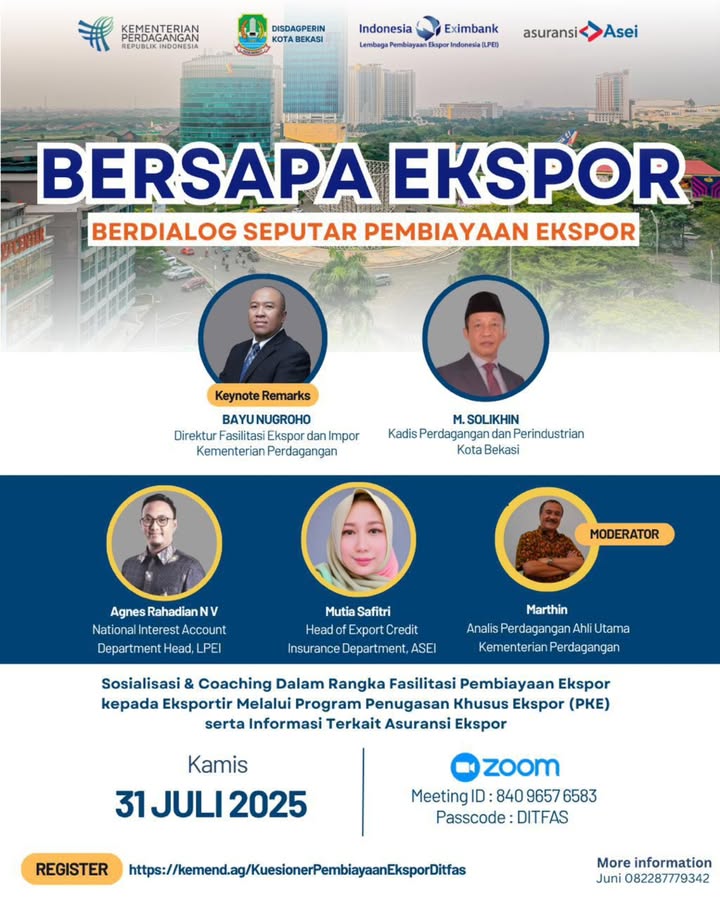 KEMENTERIAN
PERDAGANGAN
REPUBLIK INDONESIA
DISDAGPERIN
KOTA BEKASI
Indonesia Eximbank
Lembaga Pembiayaan Ekspor Indonesia (LPEI)
asuransi Asei
BERSAPA EKSPOR
BERDIALOG SEPUTAR PEMBIAYAAN EKSPOR
Keynote Remarks
BAYU NUGROHO
Direktur Fasilitasi Ekspor dan Impor
Kementerian Perdagangan
M. SOLIKHIN
Kadis Perdagangan dan Perindustrian
Kota Bekasi
MODERATOR
Agnes Rahadian N V
National Interest Account
Department Head, LPEI
Mutia Safitri
Head of Export Credit
Insurance Department, ASEI
Marthin
Analis Perdagangan Ahli Utama
Kementerian Perdagangan
Sosialisasi & Coaching Dalam Rangka Fasilitasi Pembiayaan Ekspor
kepada Eksportir Melalui Program Penugasan Khusus Ekspor (PKE)
serta Informasi Terkait Asuransi Ekspor
Kamis
31 JULI 2025
zoom
Meeting ID : 840 9657 6583
Passcode : DITFAS
REGISTER
https://kemend.ag/KuesionerPembiayaanEksporDitfas
More information
Juni 082287779342